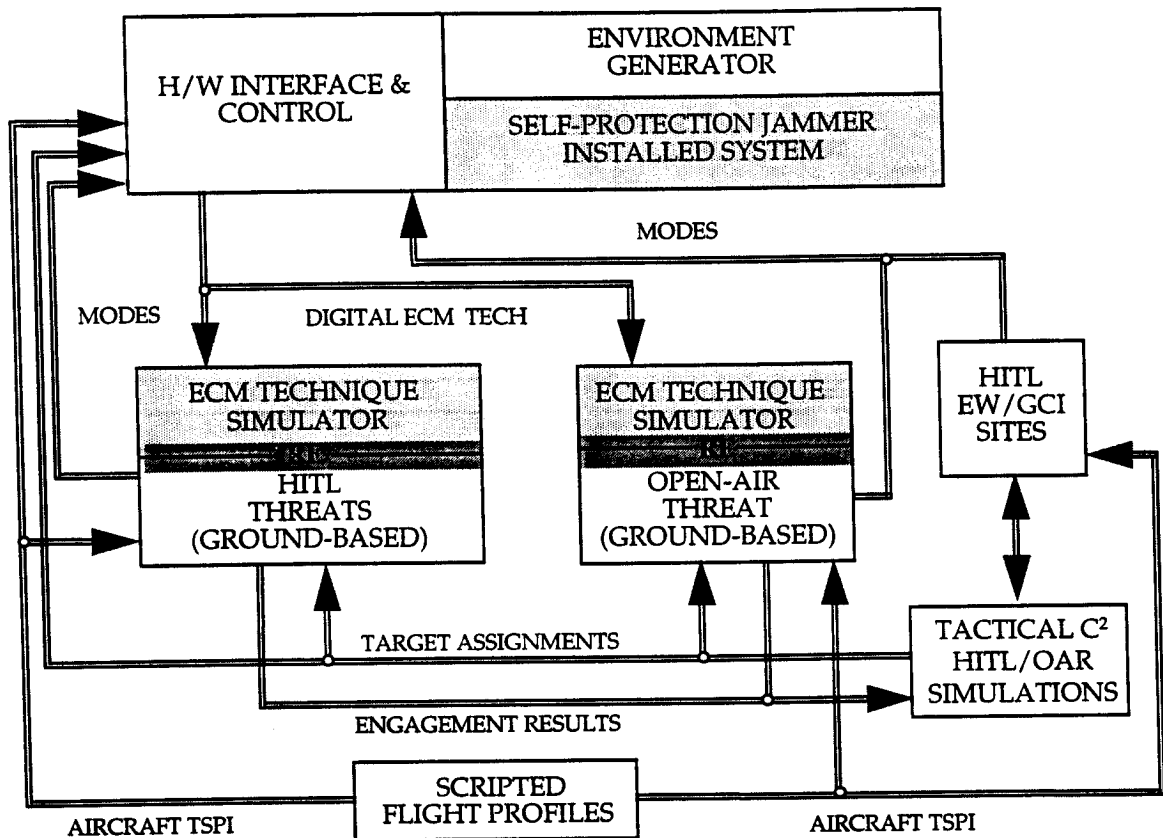 H/W INTERFACE &
CONTROL
ENVIRONMENT
GENERATOR
SELF-PROTECTION JAMMER
INSTALLED SYSTEM
MODES
MODES
DIGITAL ECM TECH
ECM TECHNIQUE
SIMULATOR
HITL
THREATS
(GROUND-BASED)
ECM TECHNIQUE
SIMULATOR
RF
OPEN-AIR
THREAT
(GROUND-BASED)
HITL
EW/GCI
SITES
TARGET ASSIGNMENTS
TACTICAL C²
HITL/OAR
SIMULATIONS
ENGAGEMENT RESULTS
SCRIPTED
FLIGHT PROFILES
AIRCRAFT TSPI
AIRCRAFT TSPI